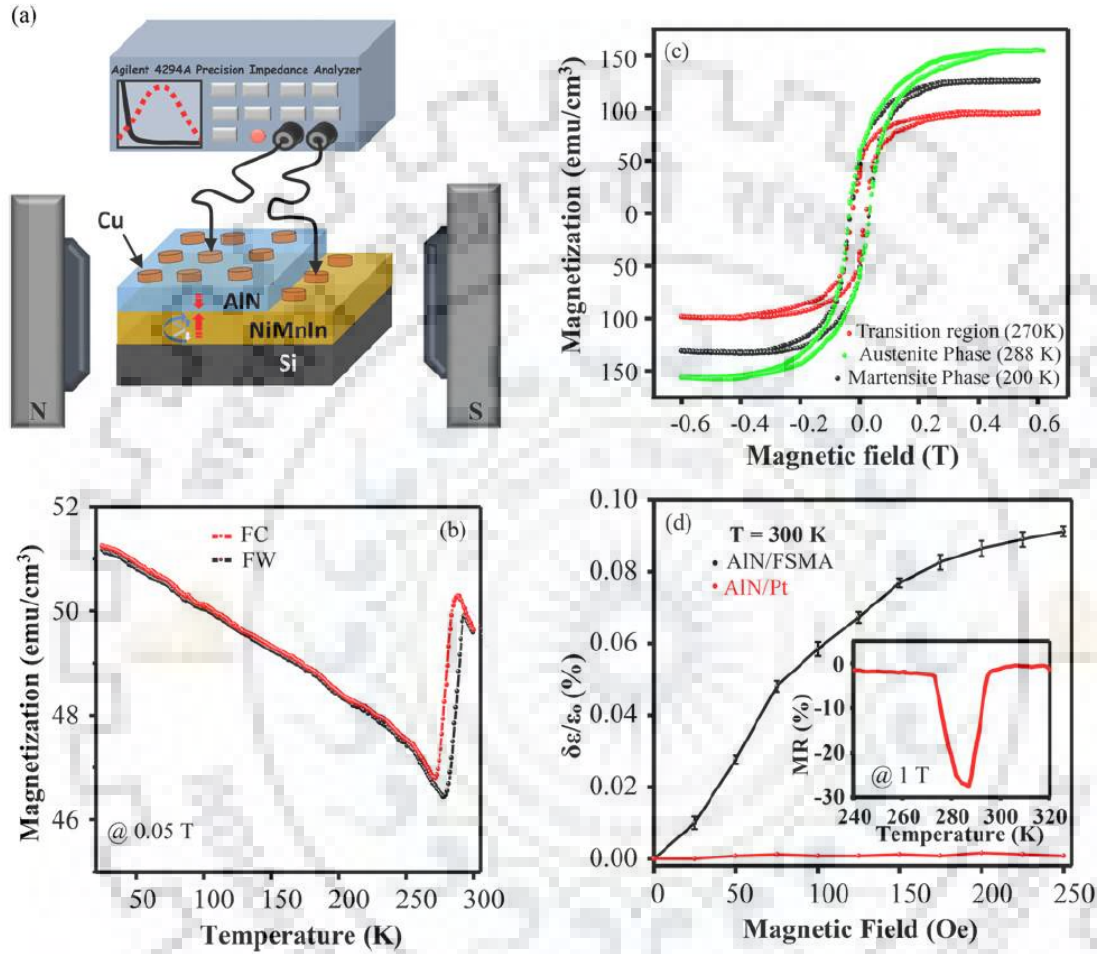 (a)
Agilent 4294A Precision Impedance Analyzer
Cu
AlN
NiMnIn
Si
N
S
(c)
Magnetization (emu/cm³)
150
100
50
0
50
100
150
Transition region (270K)
Austenite Phase (288 K)
Martensite Phase (200 K)
-0.6 -0.4 -0.2 0.0 0.2 0.4 0.6
Magnetic field (T)
(b)
Magnetization (emu/cm³)
52
50
48
46
FC
FW
@ 0.05 T
50 100 150 200 250 300
Temperature (K)
(d)
δε/ε₀ (%)
0.10
0.08
0.06
0.04
0.02
0.00
T = 300 K
AlN/FSMA
AlN/Pt
MR (%)
0
-10
-20
-30
@ 1 T
240 260 280 300 320
Temperature (K)
0 50 100 150 200 250
Magnetic Field (Oe)